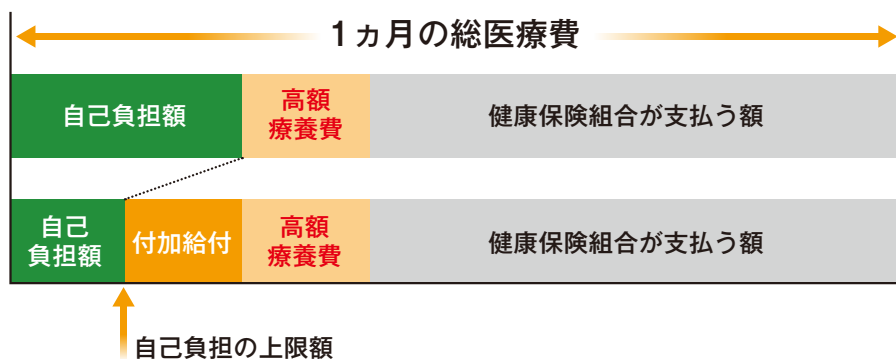 1ヵ月の総医療費
自己負担額
高額
療養費
健康保険組合が支払う額
自己
負担額
付加給付
高額
療養費
健康保険組合が支払う額
自己負担の上限額